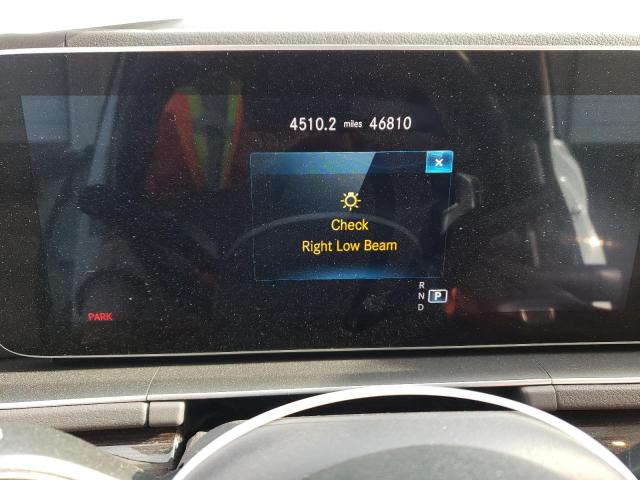 4510.2 miles 46810
×
Check
Right Low Beam
R
N P
D
PARK